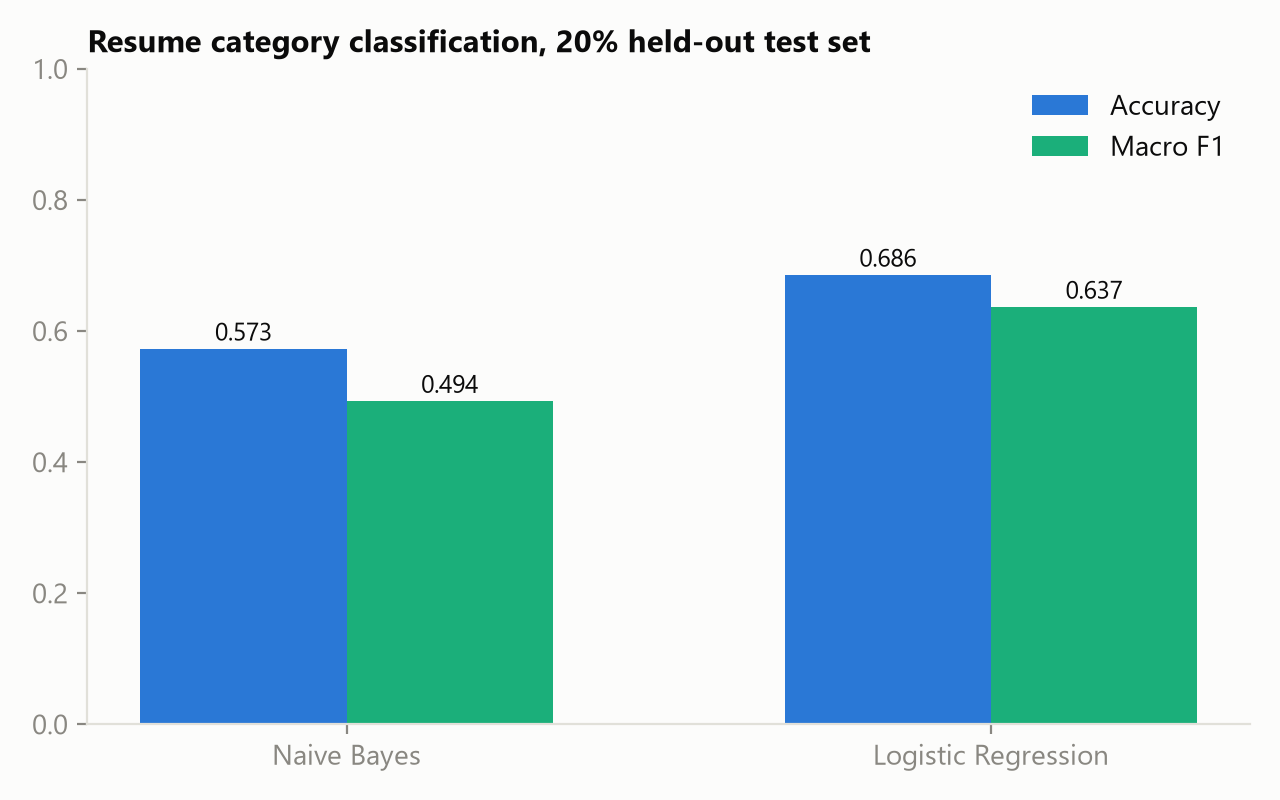 Resume category classification, 20% held-out test set
1.0
0.8
0.6
0.4
0.2
0.0
Accuracy
Macro F1
0.573
0.494
0.686
0.637
Naive Bayes
Logistic Regression